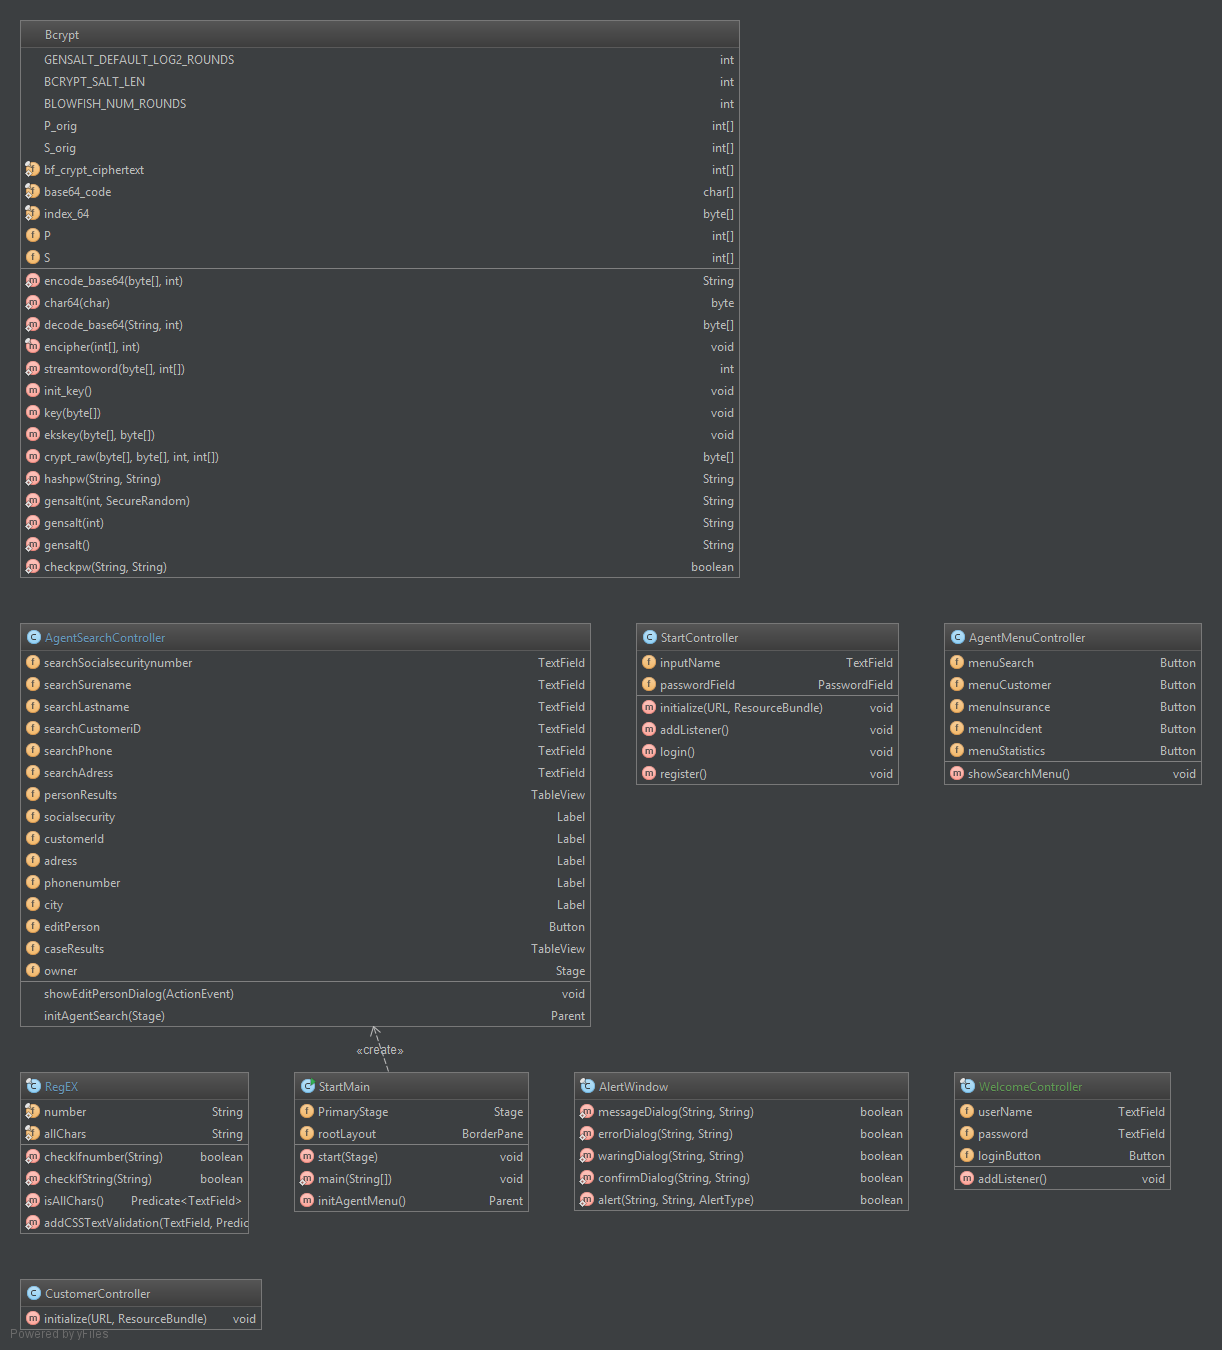 Bcrypt
GENSALT_DEFAULT_LOG2_ROUNDS int
BCRYPT_SALT_LEN int
BLOWFISH_NUM_ROUNDS int
P_orig int[]
S_orig int[]
f bf_crypt_ciphertext int[]
f base64_code char[]
f index_64 byte[]
f P int[]
f S int[]
m encode_base64(byte[], int) String
m char64(char) byte
m decode_base64(String, int) byte[]
m encipher(int[], int) void
m streamtoword(byte[], int[]) int
m init_key() void
m key(byte[]) void
m ekskey(byte[], byte[]) void
m crypt_raw(byte[], byte[], int, int[]) byte[]
m hashpw(String, String) String
m gensalt(int, SecureRandom) String
m gensalt(int) String
m gensalt() String
m checkpw(String, String) boolean
C AgentSearchController
f searchSocialsecuritynumber TextField
f searchSurename TextField
f searchLastname TextField
f searchCustomeriD TextField
f searchPhone TextField
f searchAdress TextField
f personResults TableView
f socialsecurity Label
f customerId Label
f adress Label
f phonenumber Label
f city Label
f editPerson Button
f caseResults TableView
f owner Stage
showEditPersonDialog(ActionEvent) void
initAgentSearch(Stage) Parent
C StartController
f inputName TextField
f passwordField PasswordField
m initialize(URL, ResourceBundle) void
m addListener() void
m login() void
m register() void
C AgentMenuController
f menuSearch Button
f menuCustomer Button
f menuInsurance Button
f menuIncident Button
f menuStatistics Button
m showSearchMenu() void
«create»
C RegEX
f number String
f allChars String
m checkIfnumber(String) boolean
m checkIfString(String) boolean
m isAllChars() Predicate<TextField>
m addCSSTextValidation(TextField, Predic
C StartMain
f PrimaryStage Stage
f rootLayout BorderPane
m start(Stage) void
m main(String[]) void
m initAgentMenu() Parent
C AlertWindow
m messageDialog(String, String) boolean
m errorDialog(String, String) boolean
m waringDialog(String, String) boolean
m confirmDialog(String, String) boolean
m alert(String, String, AlertType) boolean
C WelcomeController
f userName TextField
f password TextField
f loginButton Button
m addListener() void
C CustomerController
m initialize(URL, ResourceBundle) void
Powered by yFiles